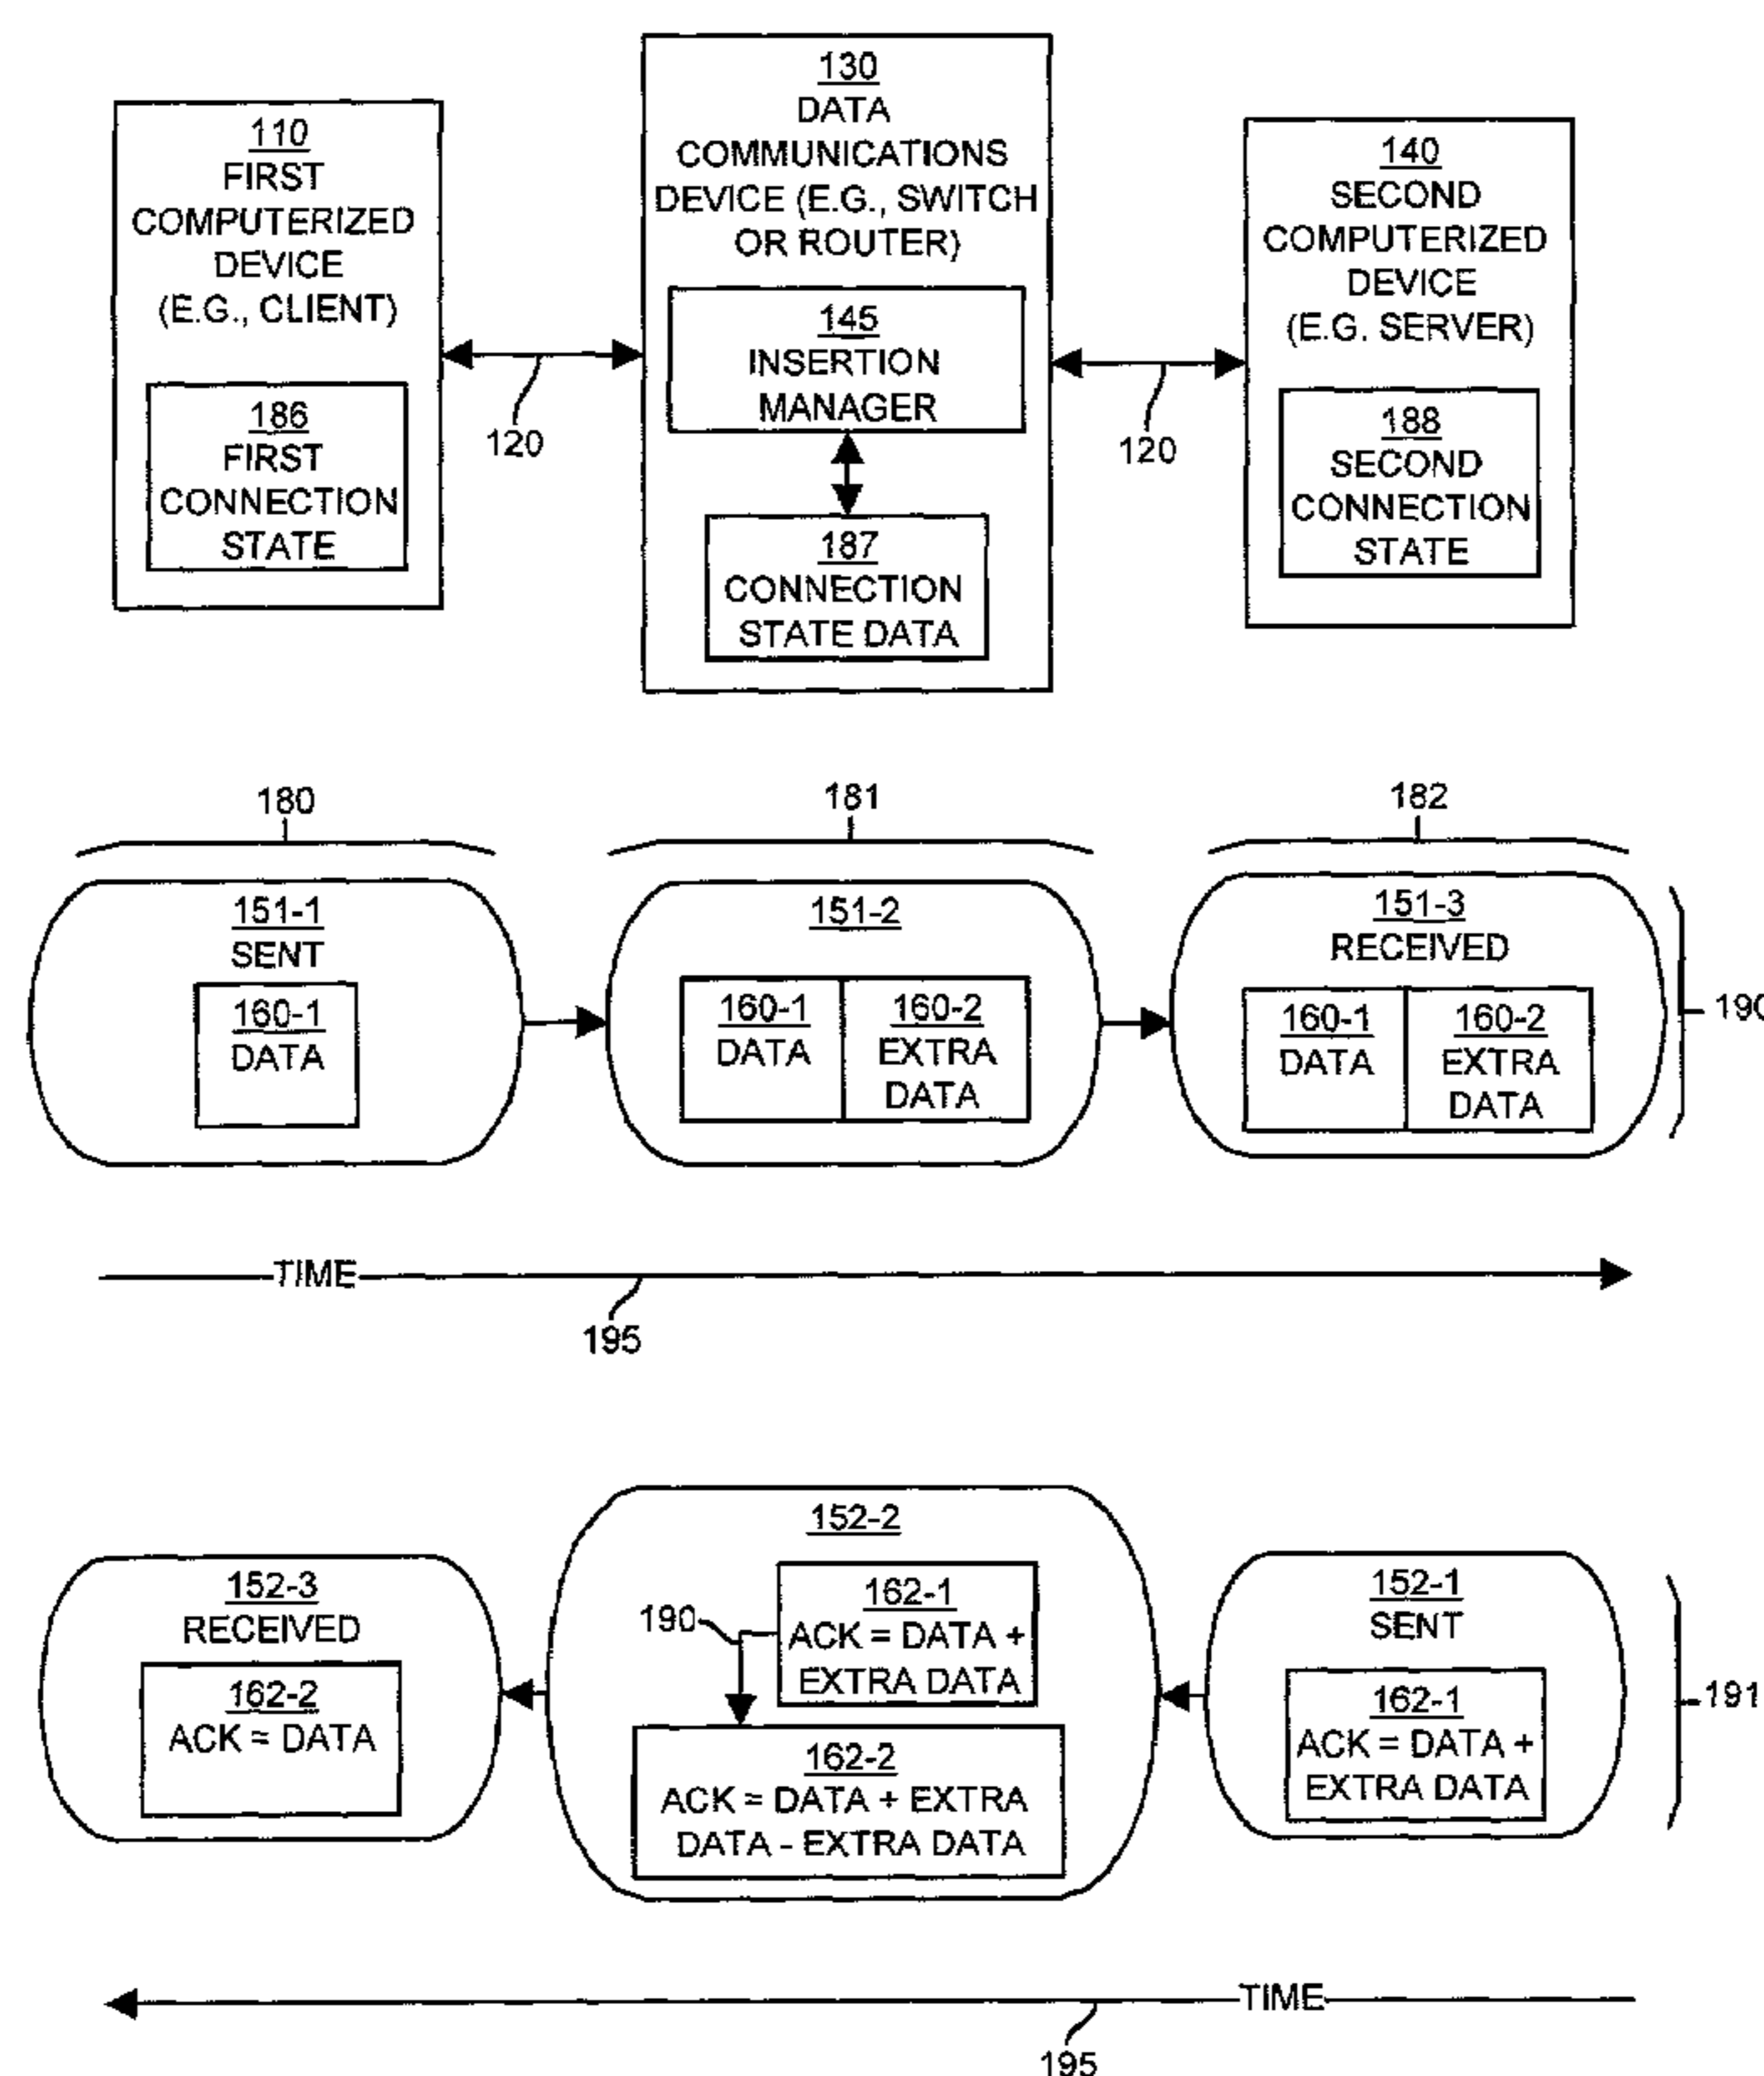 110
FIRST
COMPUTERIZED
DEVICE
(E.G., CLIENT)
186
FIRST
CONNECTION
STATE
120
130
DATA
COMMUNICATIONS
DEVICE (E.G., SWITCH
OR ROUTER)
145
INSERTION
MANAGER
187
CONNECTION
STATE DATA
120
140
SECOND
COMPUTERIZED
DEVICE
(E.G. SERVER)
188
SECOND
CONNECTION
STATE
180
181
182
151-1
SENT
160-1
DATA
151-2
160-1
DATA
160-2
EXTRA
DATA
151-3
RECEIVED
160-1
DATA
160-2
EXTRA
DATA
190
TIME
195
152-3
RECEIVED
162-2
ACK = DATA
152-2
190
162-1
ACK = DATA +
EXTRA DATA
162-2
ACK = DATA + EXTRA
DATA - EXTRA DATA
152-1
SENT
162-1
ACK = DATA +
EXTRA DATA
191
TIME
195